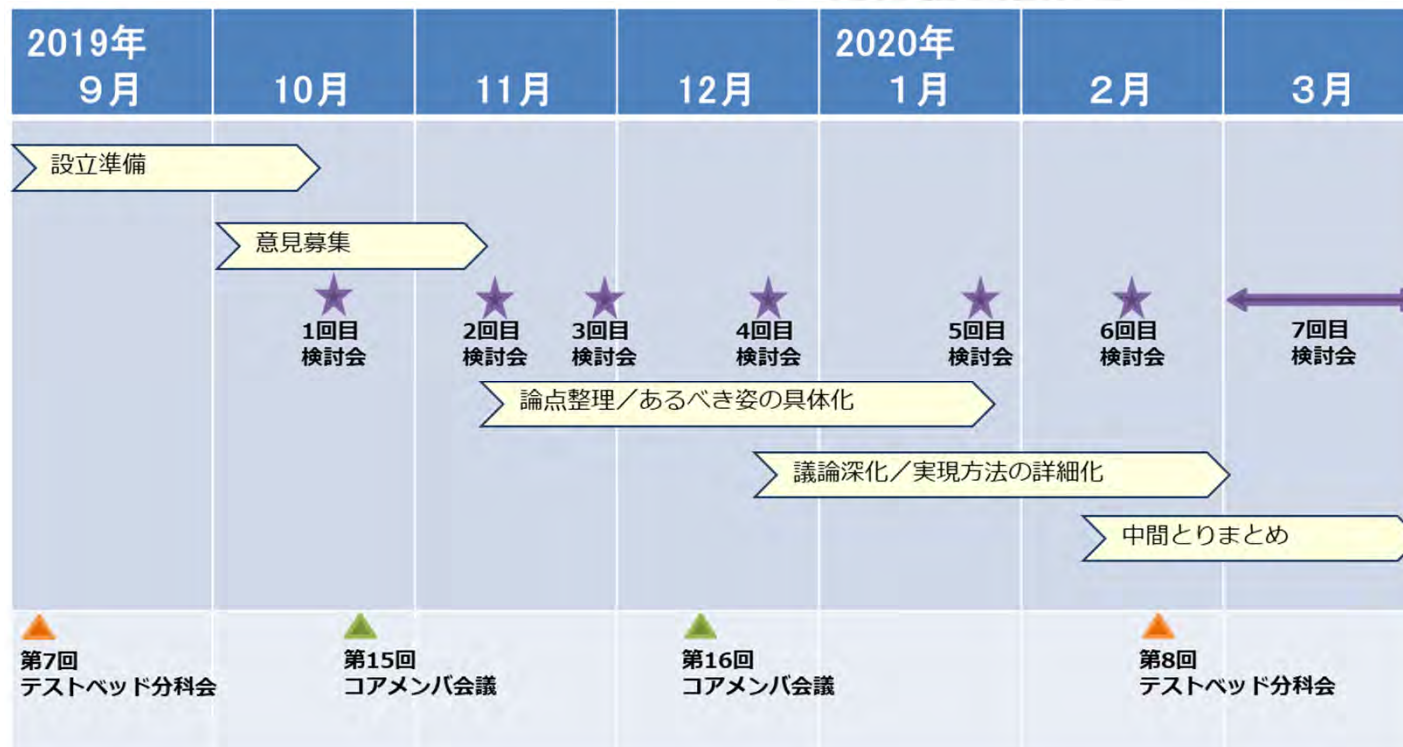 2019年
９月
10月
11月
12月
2020年
１月
２月
３月
設立準備
意見募集
1回目
検討会
2回目
検討会
3回目
検討会
4回目
検討会
5回目
検討会
6回目
検討会
7回目
検討会
論点整理／あるべき姿の具体化
議論深化／実現方法の詳細化
中間とりまとめ
第7回
テストベッド分科会
第15回
コアメンバ会議
第16回
コアメンバ会議
第8回
テストベッド分科会